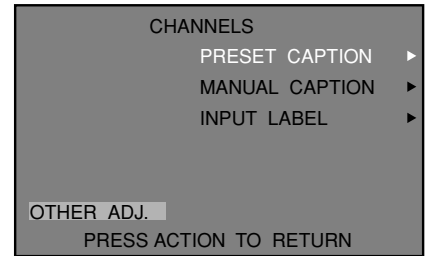 CHANNELS
PRESET CAPTION ▶
MANUAL CAPTION ▶
INPUT LABEL ▶
OTHER ADJ.
PRESS ACTION TO RETURN